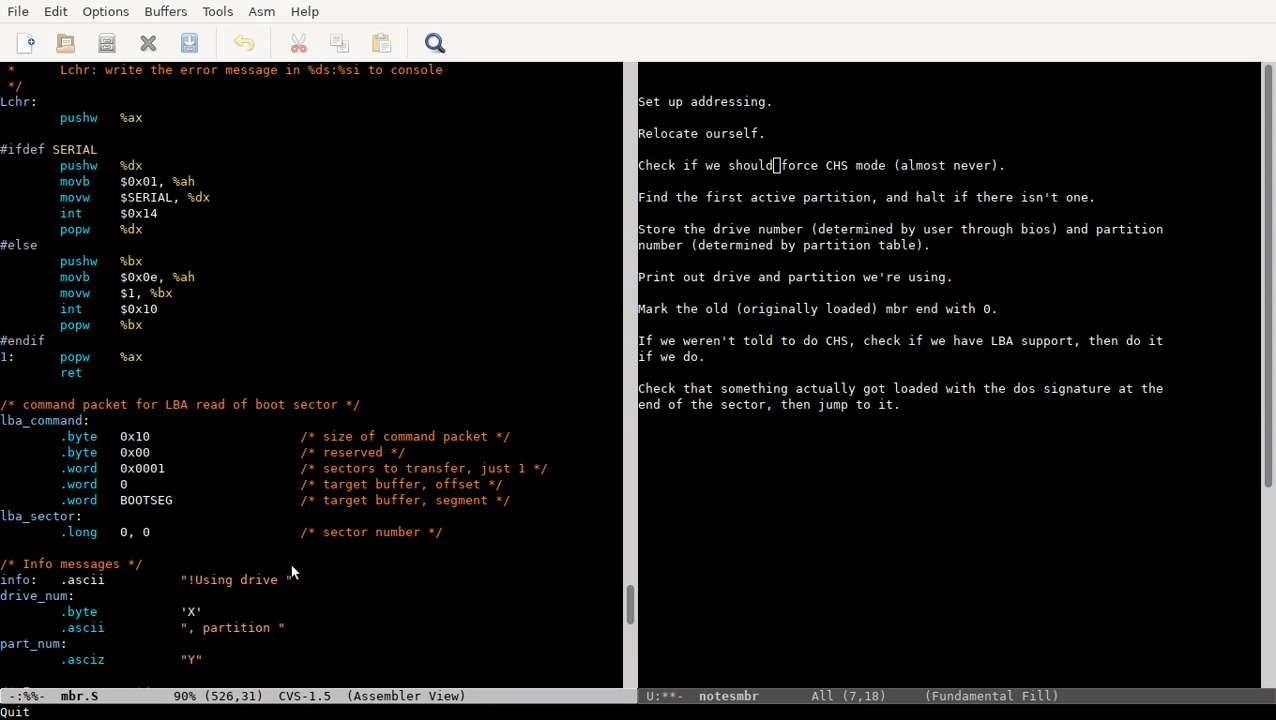 File Edit Options Buffers Tools Asm Help
* Lchr: write the error message in %ds:%si to console
*/
Lchr:
pushw %ax
#ifdef SERIAL
pushw %dx
movb $0x01, %ah
movw $SERIAL, %dx
int $0x14
popw %dx
#else
pushw %bx
movb $0x0e, %ah
movw $1, %bx
int $0x10
popw %bx
#endif
1: popw %ax
ret
/* command packet for LBA read of boot sector */
lba_command:
.byte 0x10 /* size of command packet */
.byte 0x00 /* reserved */
.word 0x0001 /* sectors to transfer, just 1 */
.word 0 /* target buffer, offset */
.word BOOTSEG /* target buffer, segment */
lba_sector:
.long 0, 0 /* sector number */
/* Info messages */
info: .ascii "!Using drive "
drive_num:
.byte 'X'
.ascii ", partition "
part_num:
.asciz "Y"
-:%%- mbr.S 90% (526,31) CVS-1.5 (Assembler View)
Set up addressing.
Relocate ourself.
Check if we should force CHS mode (almost never).
Find the first active partition, and halt if there isn't one.
Store the drive number (determined by user through bios) and partition
number (determined by partition table).
Print out drive and partition we're using.
Mark the old (originally loaded) mbr end with 0.
If we weren't told to do CHS, check if we have LBA support, then do it
if we do.
Check that something actually got loaded with the dos signature at the
end of the sector, then jump to it.
U:**- notesmbr All (7,18) (Fundamental Fill)
Quit